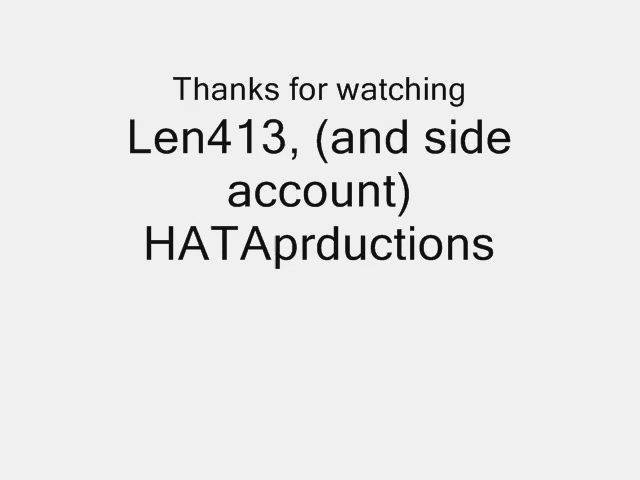 Thanks for watching
Len413, (and side
account)
HATAprductions